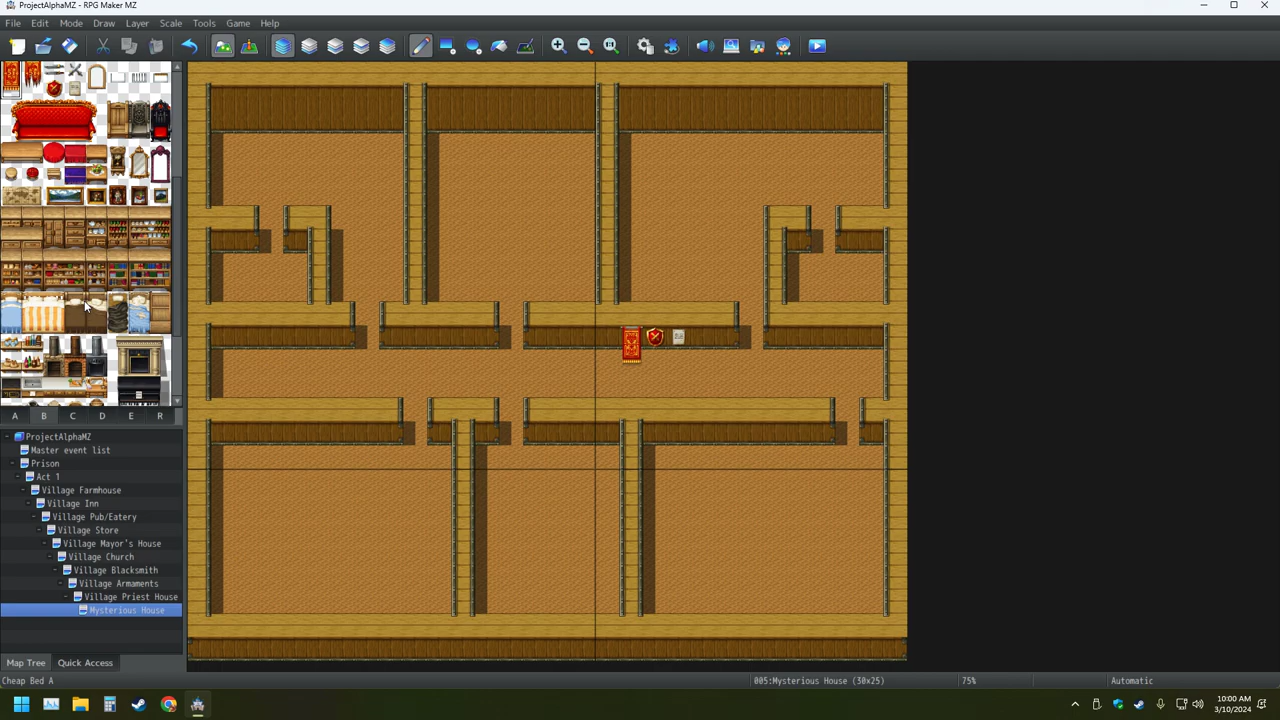 ProjectAlphaMZ - RPG Maker MZ
File Edit Mode Draw Layer Scale Tools Game Help
A B C D E R
ProjectAlphaMZ
Master event list
Prison
Act 1
Village Farmhouse
Village Inn
Village Pub/Eatery
Village Store
Village Mayor's House
Village Church
Village Blacksmith
Village Armaments
Village Priest House
Mysterious House
Map Tree Quick Access
Cheap Bed A 005:Mysterious House (30x25) 75% Automatic
10:00 AM
3/10/2024